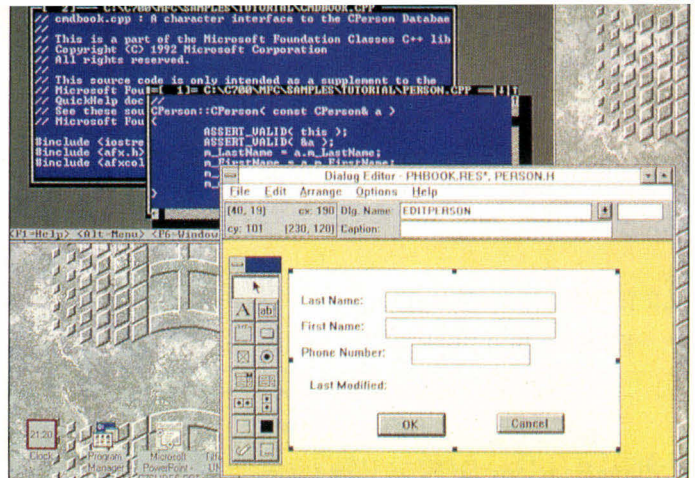 2]    C:\C700\MFC\SAMPLES\TUTORIAL\CMDBOOK.CPP
// cmdbook.cpp : A character interface to the CPerson Databae
//
// This is a part of the Microsoft Foundation Classes C++ lib
// Copyright (C) 1992 Microsoft Corporation
// All rights reserved.
//
// This source code is only intended as a supplement to the
// Microsoft Fou
// QuickHelp doc
// See these sou
// Microsoft Fou
#include <iostre
#include <afx.h>
#include <afxcol
[ 1]= C:\C700\MFC\SAMPLES\TUTORIAL\PERSON.CPP
//
CPerson::CPerson( const CPerson& a )
{
ASSERT_VALID( this );
ASSERT_VALID( &a );
m_LastName = a.m_LastName;
m_FirstName = a.m_FirstName;
}
<F1=Help> <Alt=Menu> <F6=Window
Dialog Editor - PHBOOK.RES*, PERSON.H
File Edit Arrange Options Help
(40, 19) cx: 190 Dlg. Name: EDITPERSON
cy: 101 (230, 120) Caption:
A ab
Last Name:
First Name:
Phone Number:
Last Modified:
OK Cancel
21:20
Clock
Program
Manager
Microsoft
PowerPoint -